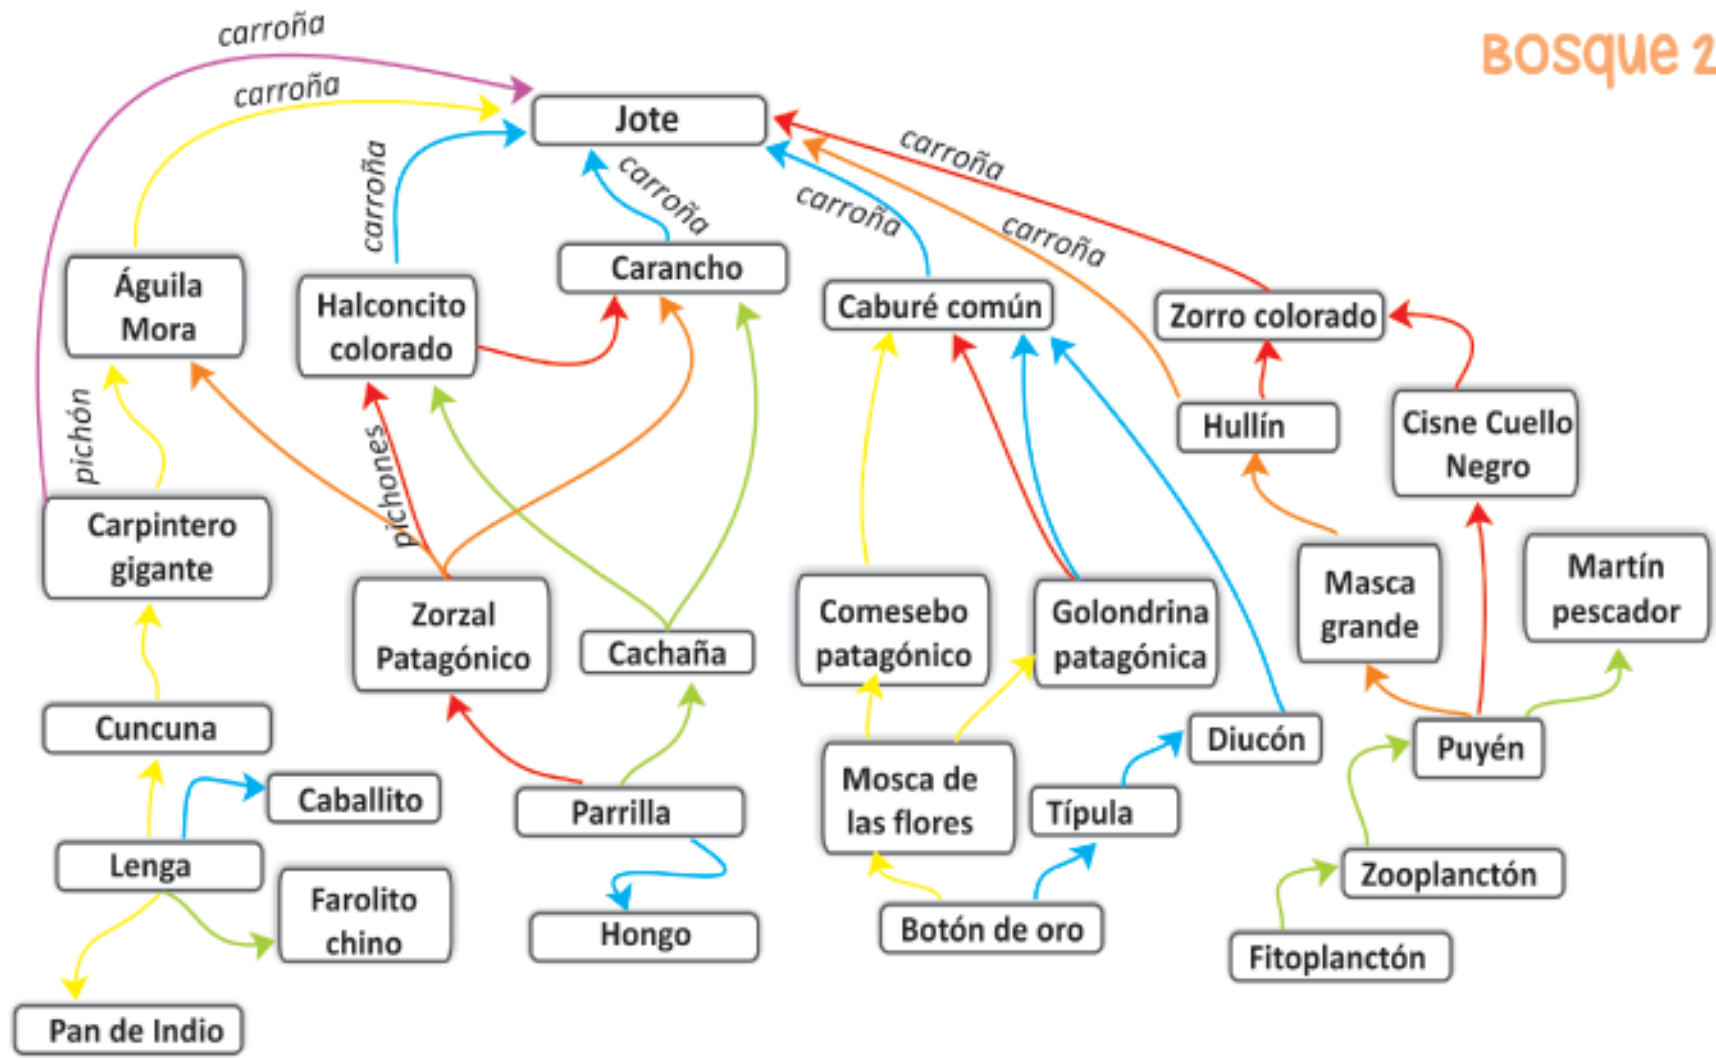 carroña
BOSQUE 2
carroña
Jote
carroña
carroña
carroña
carroña
carroña
Águila
Mora
Halconcito
colorado
Carancho
Caburé común
Zorro colorado
pichón
pichones
Hullín
Cisne Cuello
Negro
Carpintero
gigante
Zorzal
Patagónico
Cachaña
Comesebo
patagónico
Golondrina
patagónica
Masca
grande
Martín
pescador
Cuncuna
Caballito
Parrilla
Mosca de
las flores
Típula
Diucón
Puyén
Lenga
Farolito
chino
Hongo
Botón de oro
Zooplanctón
Fitoplanctón
Pan de Indio